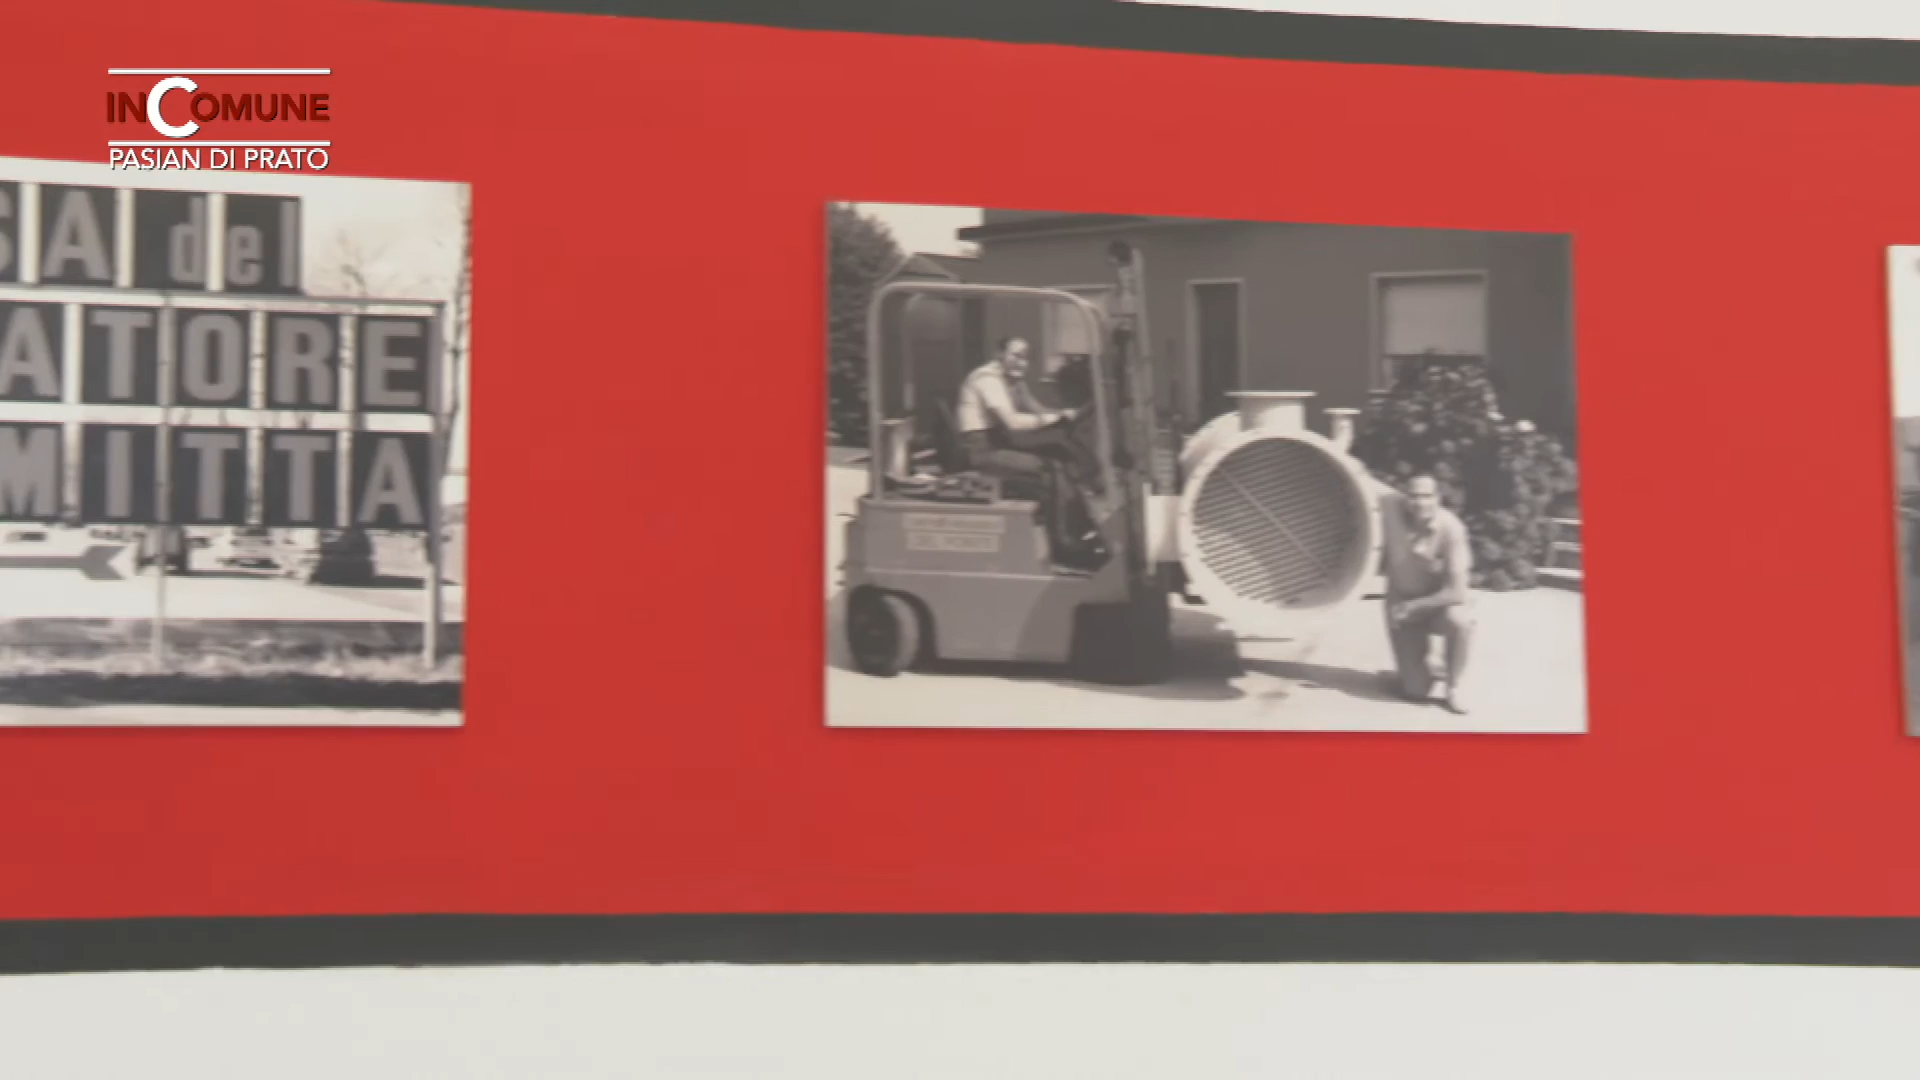 INCOMUNE
PASIAN DI PRATO
SA del
ATORE
MITTA